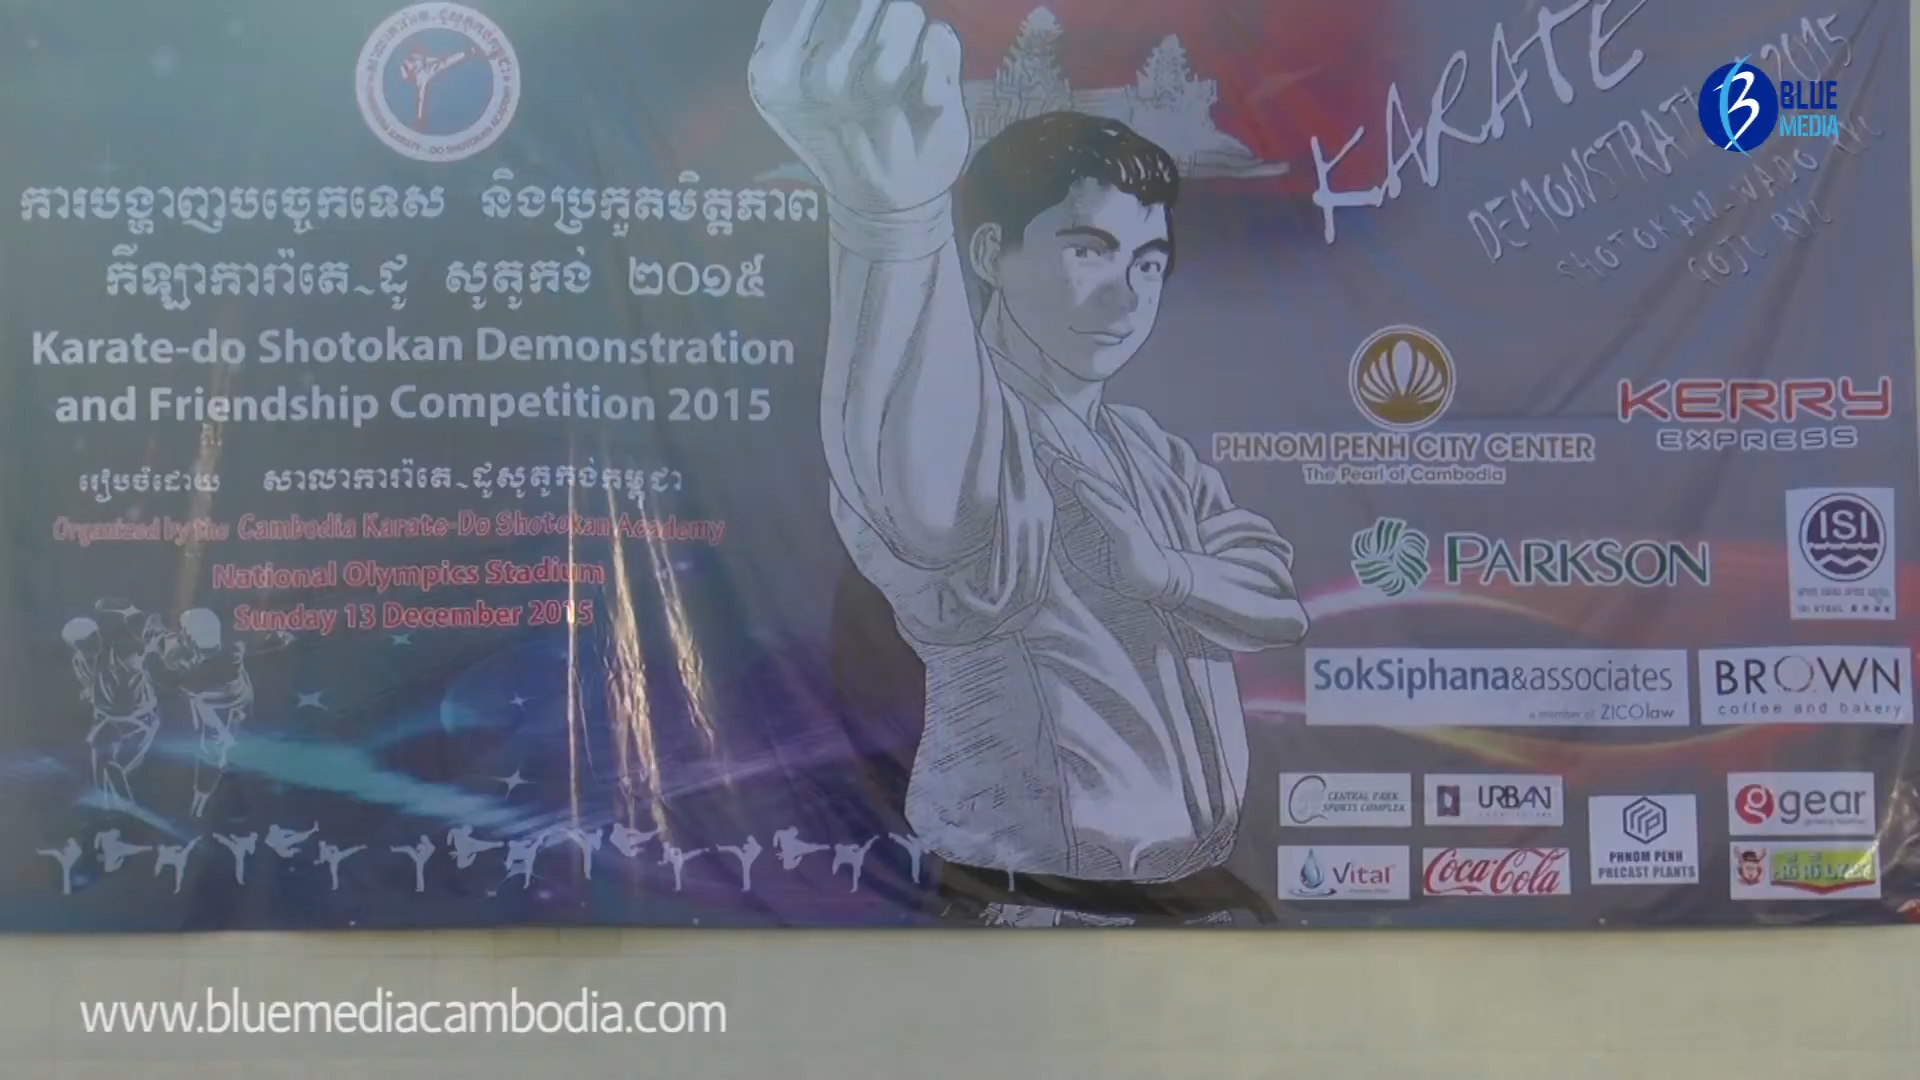 ការបង្ហាញបច្ចេកទេស និងប្រកួតមិត្តភាព
កីឡាការ៉ាតេ~ដូ សូតូកង់ ២០១៥
Karate-do Shotokan Demonstration
and Friendship Competition 2015
រៀបចំដោយ សាលាការ៉ាតេ~ដូសូតូកង់កម្ពុជា
Organized by the Cambodia Karate-Do Shotokan Academy
National Olympics Stadium
Sunday 13 December 2015
KARATE
2015
SHOTOKAN-WADO
GOJU RYU
BLUE
MEDIA
PHNOM PENH CITY CENTER
The Pearl of Cambodia
KERRY
EXPRESS
PARKSON
ISI
ISI STEEL
SokSiphana&associates
a member of ZICOlaw
BROWN
coffee and bakery
CENTRAL PARK
SPORTS COMPLEX
URBAN
PHNOM PENH
PRECAST PLANTS
gear
Vital
Coca-Cola
www.bluemediacambodia.com